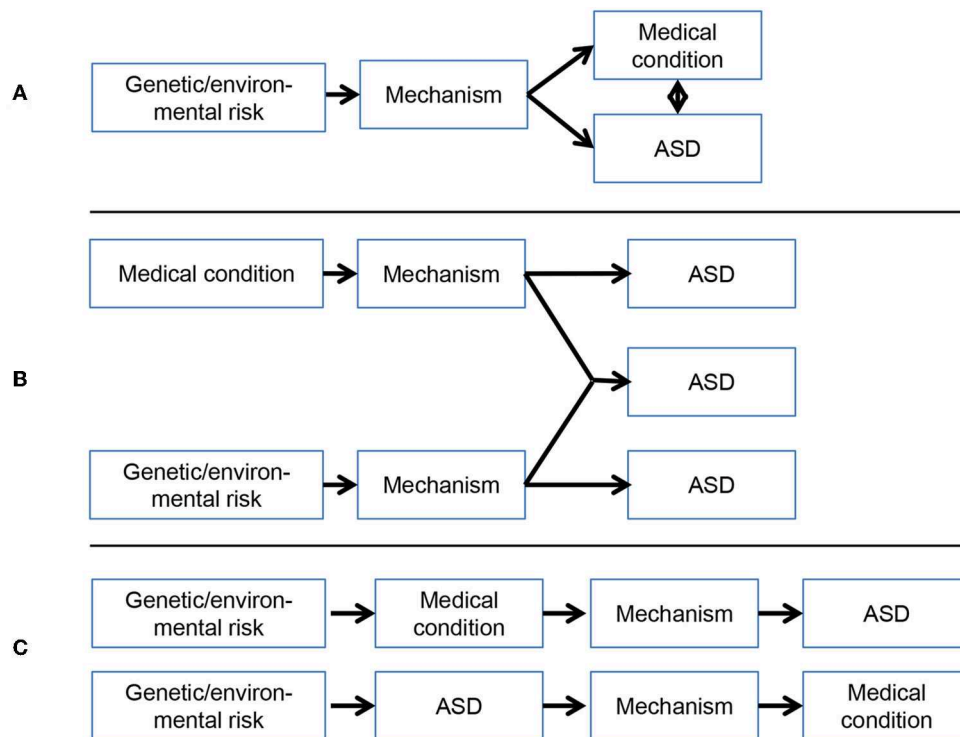 Medical
condition
A
Genetic/environ-
mental risk
Mechanism
ASD
Medical condition
Mechanism
ASD
B
ASD
Genetic/environ-
mental risk
Mechanism
ASD
C
Genetic/environ-
mental risk
Medical
condition
Mechanism
ASD
Genetic/environ-
mental risk
ASD
Mechanism
Medical
condition